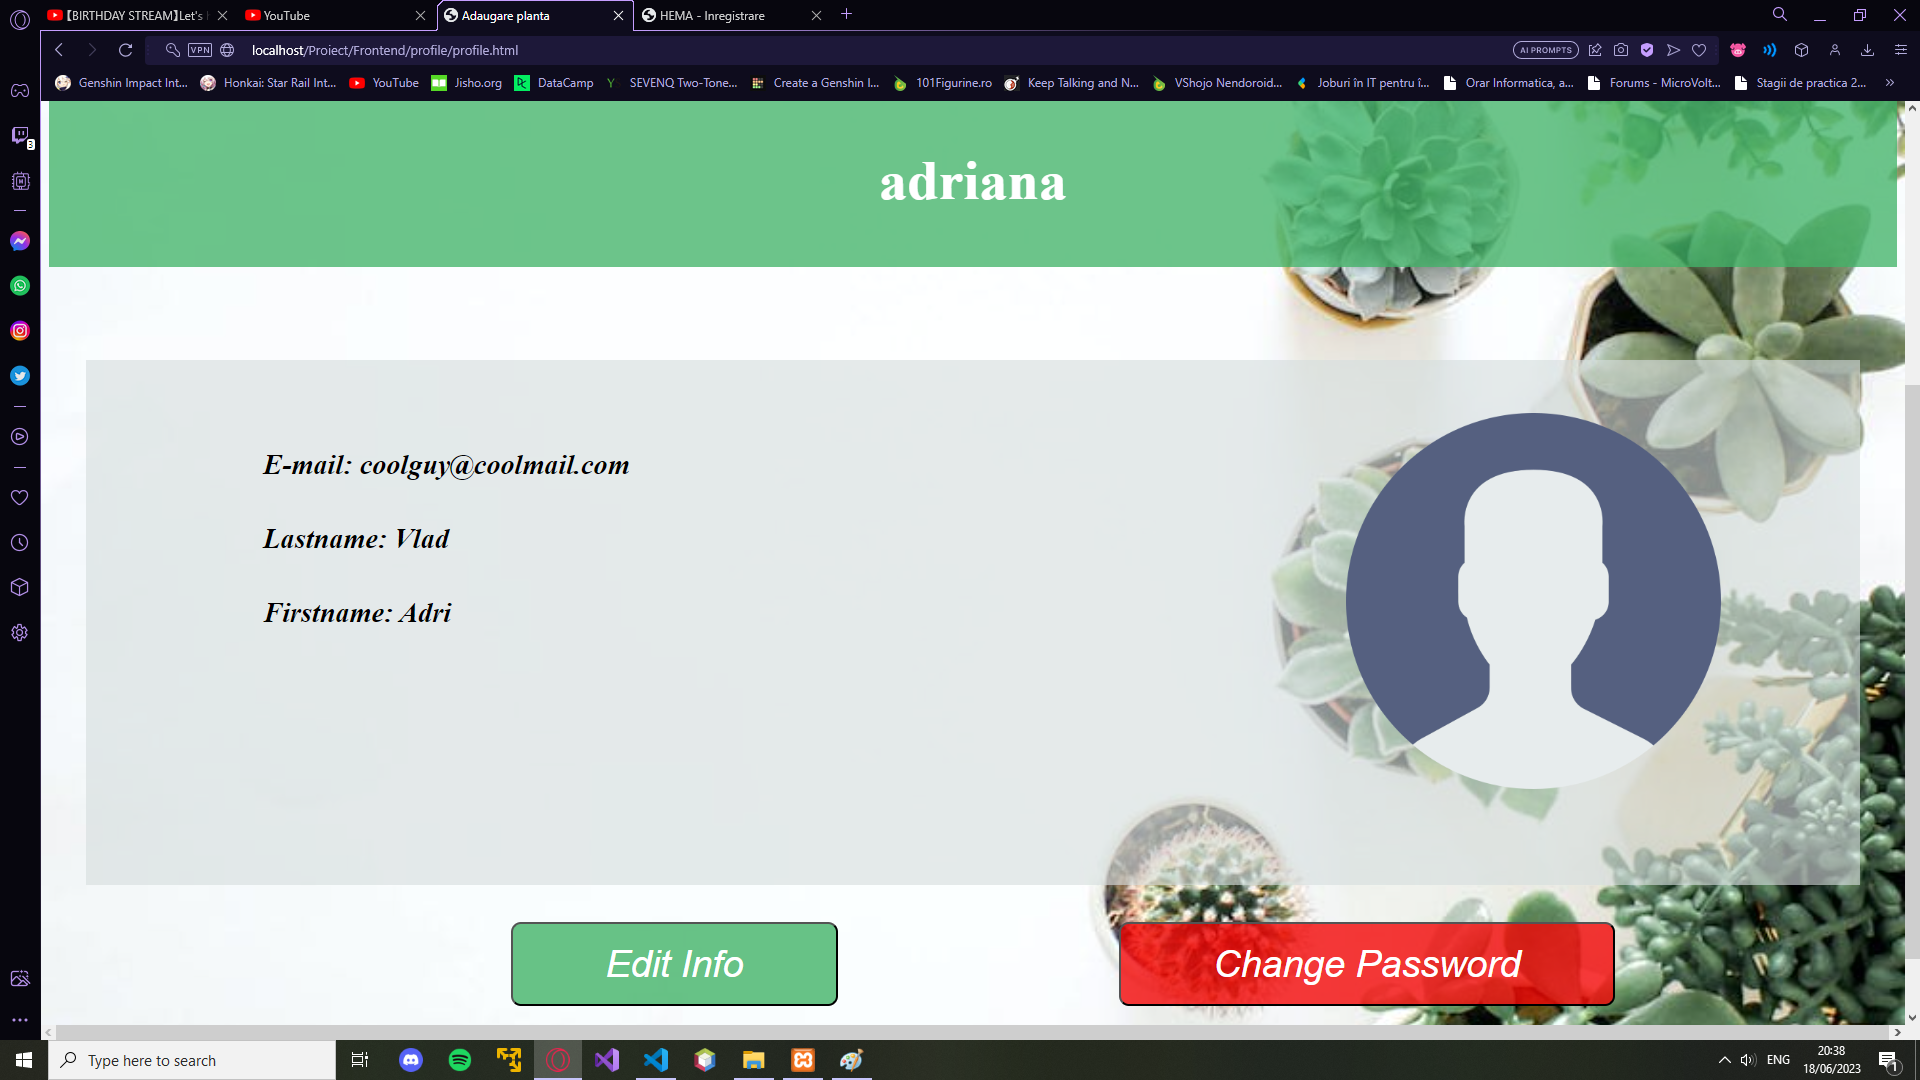 【BIRTHDAY STREAM】Let's
YouTube
Adaugare planta
HEMA - Inregistrare
VPN
localhost/Proiect/Frontend/profile/profile.html
AI PROMPTS
Genshin Impact Int...
Honkai: Star Rail Int...
YouTube
Jisho.org
DataCamp
SEVENQ Two-Tone...
Create a Genshin I...
101Figurine.ro
Keep Talking and N...
VShojo Nendoroid...
Joburi în IT pentru î...
Orar Informatica, a...
Forums - MicroVolt...
Stagii de practica 2...
3
adriana
E-mail: coolguy@coolmail.com
Lastname: Vlad
Firstname: Adri
Edit Info
Change Password
Type here to search
ENG
20:38
18/06/2023
1